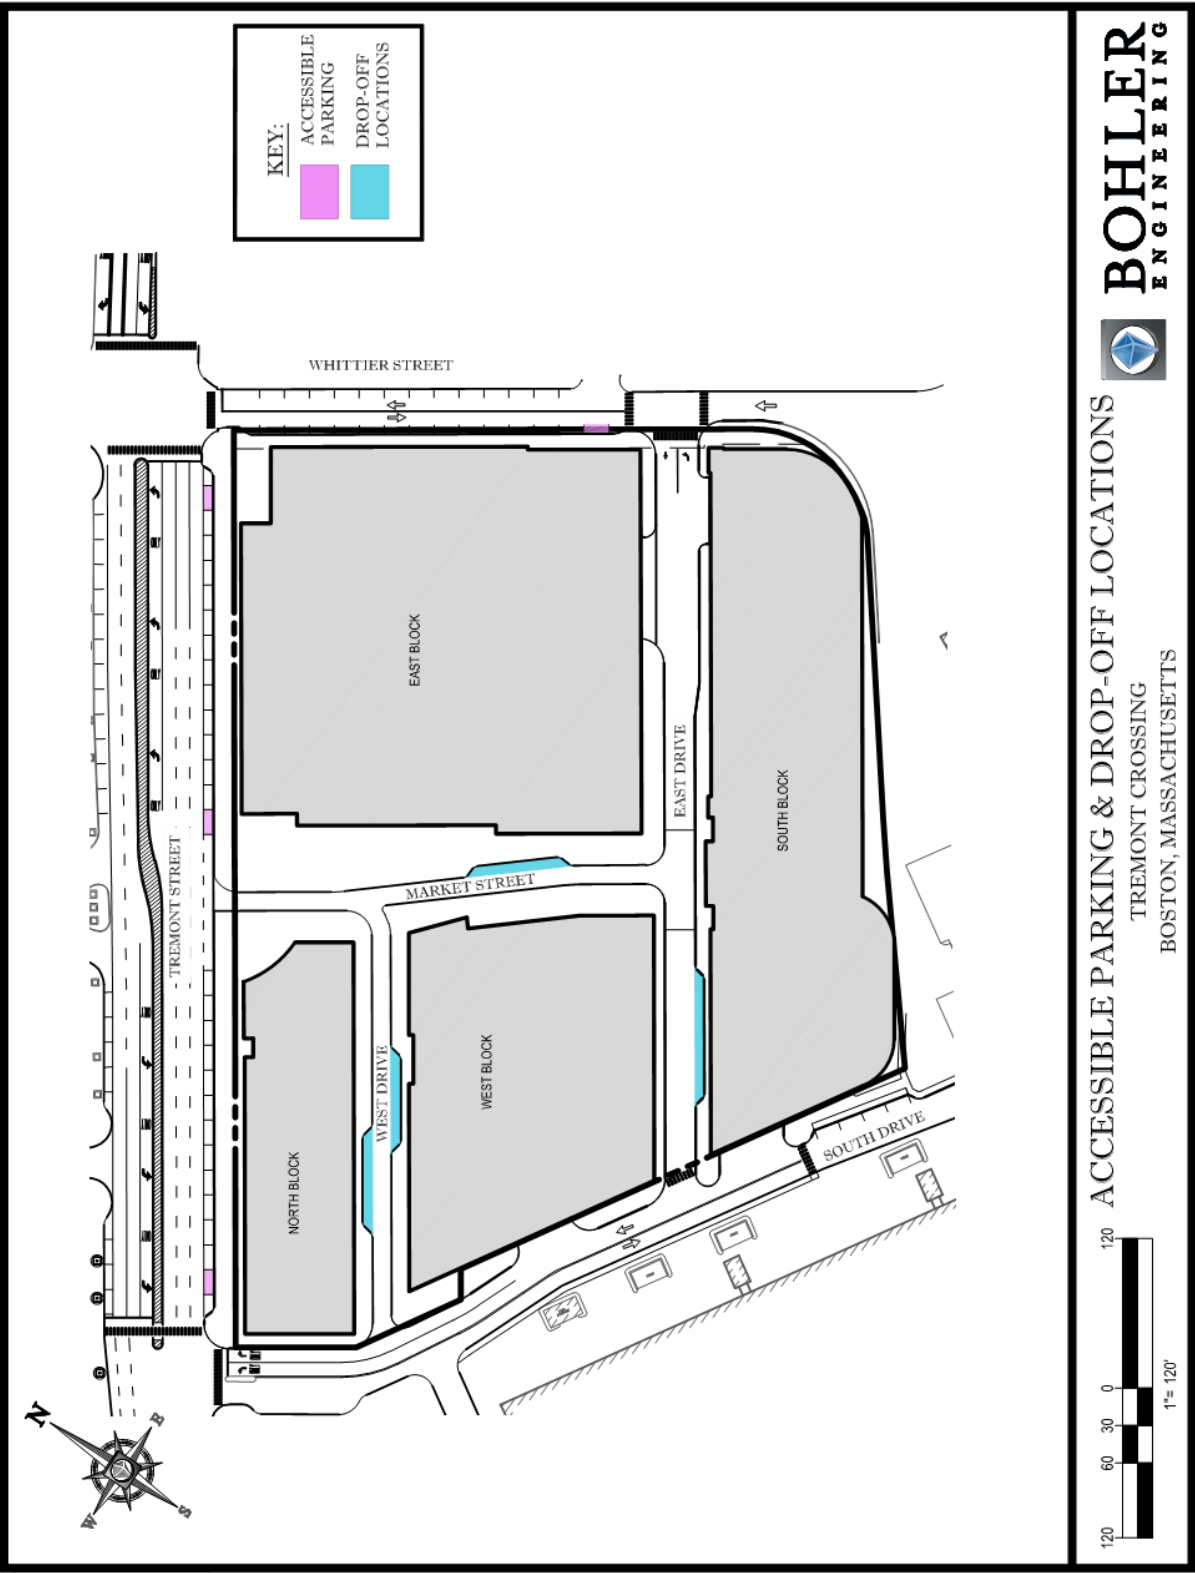 KEY:
ACCESSIBLE
PARKING
DROP-OFF
LOCATIONS
WHITTIER STREET
TREMONT STREET
EAST BLOCK
EAST DRIVE
SOUTH BLOCK
MARKET STREET
WEST DRIVE
WEST BLOCK
NORTH BLOCK
SOUTH DRIVE
N
E
S
W
120 60 30 0 120
1"= 120'
ACCESSIBLE PARKING & DROP-OFF LOCATIONS
TREMONT CROSSING
BOSTON, MASSACHUSETTS
BOHLER
ENGINEERING